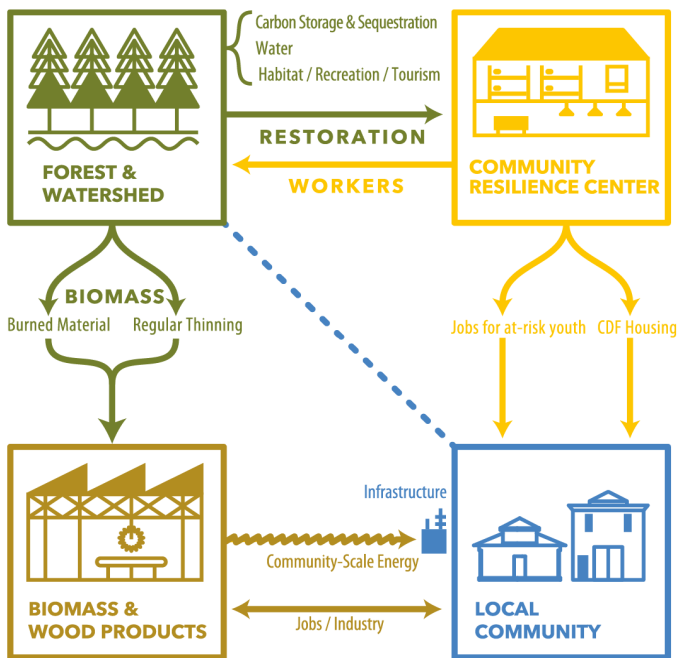 Carbon Storage & Sequestration
Water
Habitat / Recreation / Tourism
RESTORATION
WORKERS
FOREST &
WATERSHED
COMMUNITY
RESILIENCE CENTER
BIOMASS
Burned Material
Regular Thinning
Jobs for at-risk youth
CDF Housing
Infrastructure
Community-Scale Energy
BIOMASS &
WOOD PRODUCTS
Jobs / Industry
LOCAL
COMMUNITY